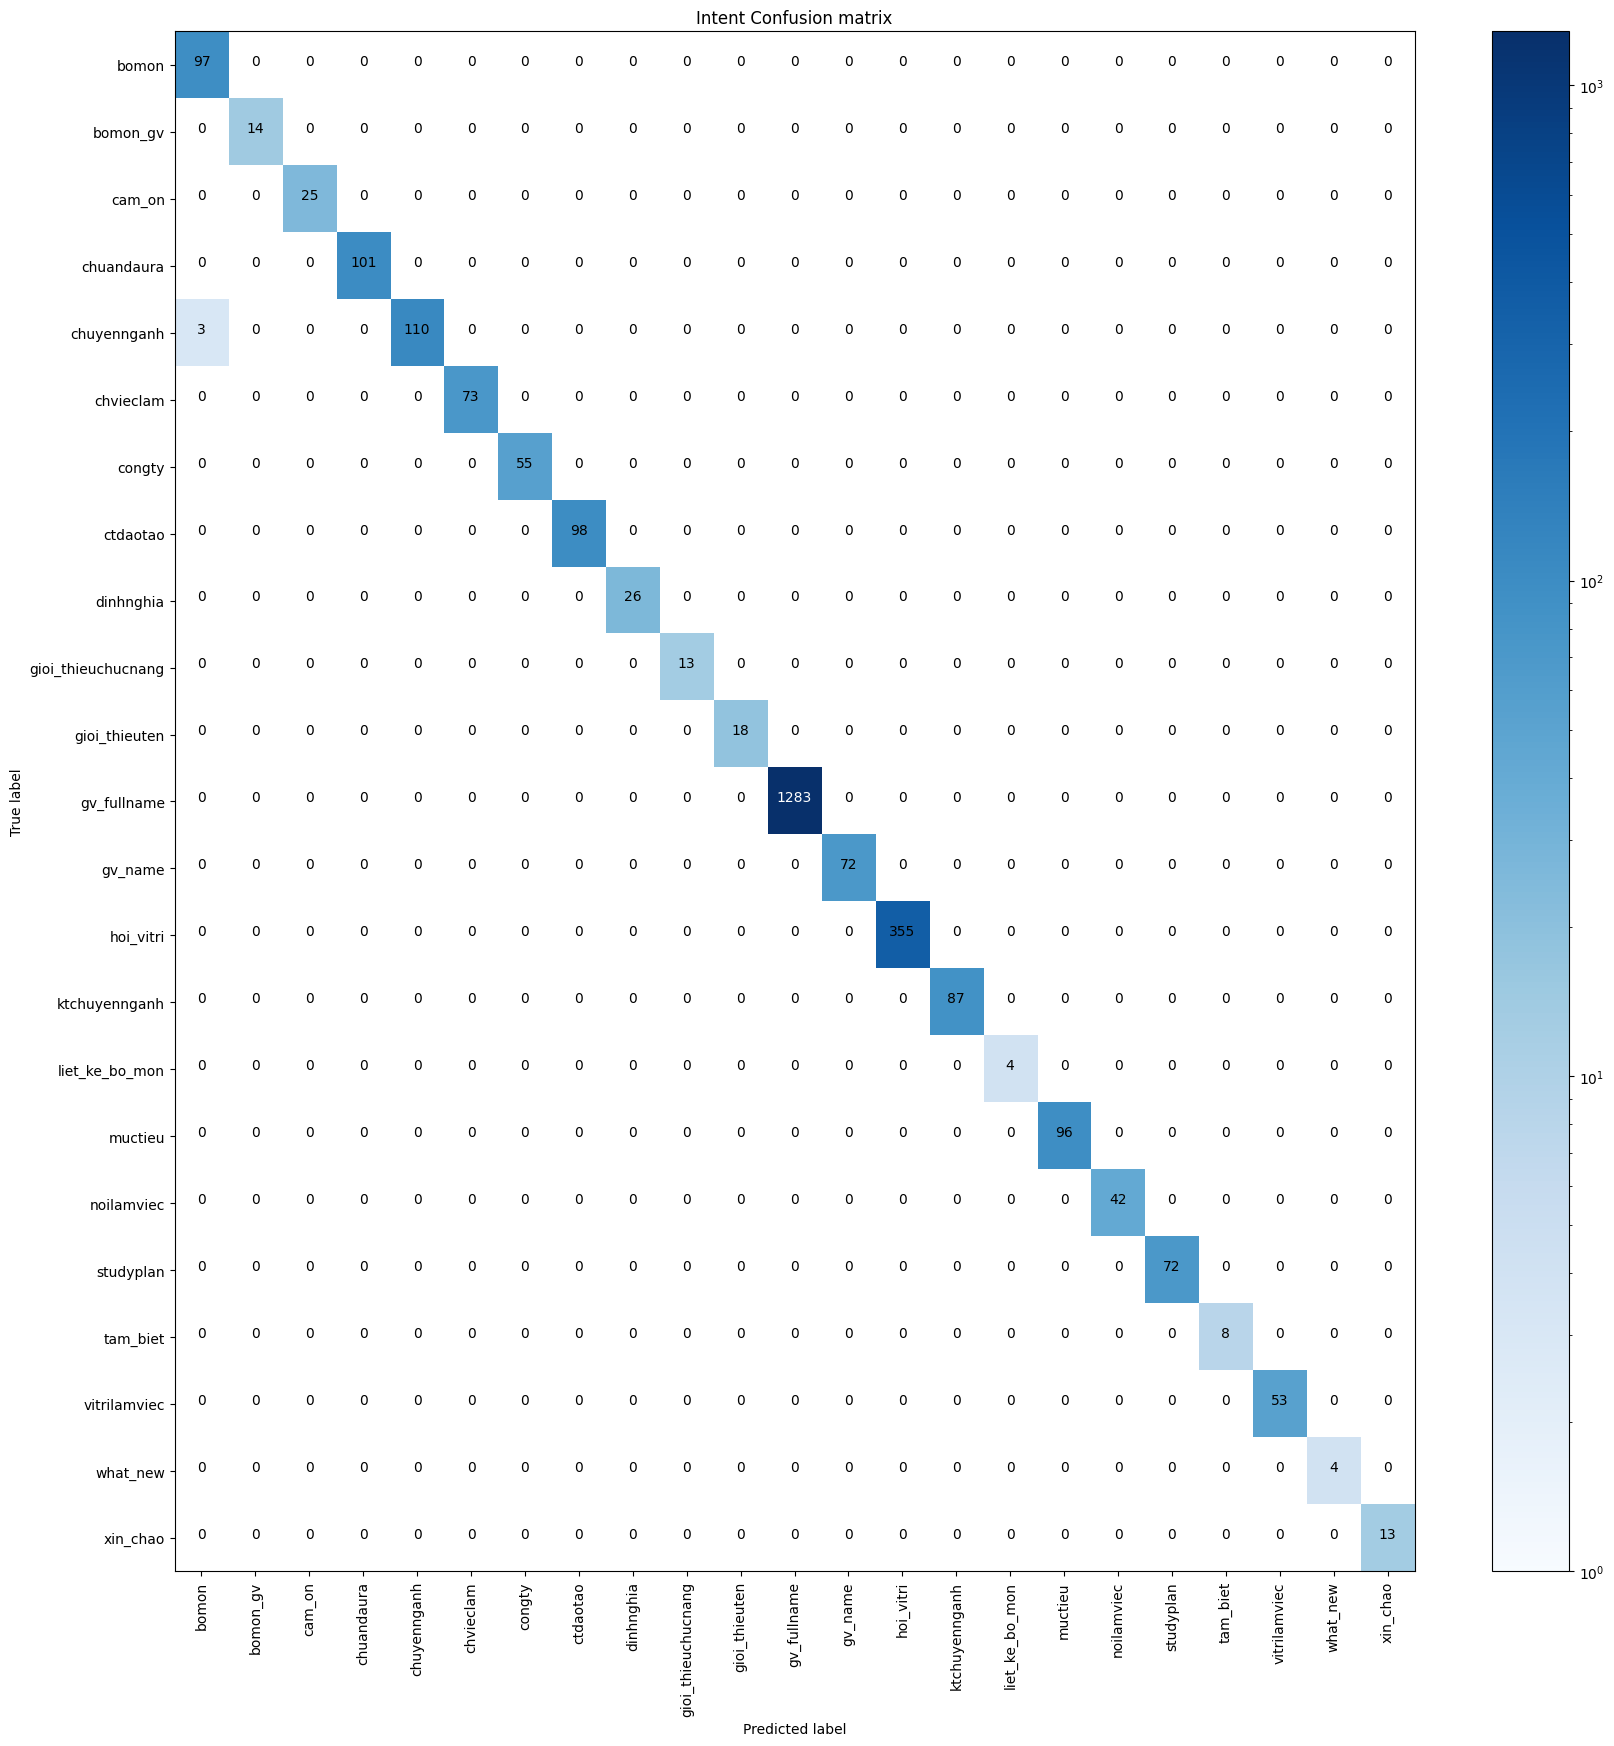 Intent Confusion matrix
bomon 97 0 0 0 0 0 0 0 0 0 0 0 0 0 0 0 0 0 0 0 0 0 0
bomon_gv 0 14 0 0 0 0 0 0 0 0 0 0 0 0 0 0 0 0 0 0 0 0 0
cam_on 0 0 25 0 0 0 0 0 0 0 0 0 0 0 0 0 0 0 0 0 0 0 0
chuandaura 0 0 0 101 0 0 0 0 0 0 0 0 0 0 0 0 0 0 0 0 0 0 0
chuyennganh 3 0 0 0 110 0 0 0 0 0 0 0 0 0 0 0 0 0 0 0 0 0 0
chvieclam 0 0 0 0 0 73 0 0 0 0 0 0 0 0 0 0 0 0 0 0 0 0 0
congty 0 0 0 0 0 0 55 0 0 0 0 0 0 0 0 0 0 0 0 0 0 0 0
ctdaotao 0 0 0 0 0 0 0 98 0 0 0 0 0 0 0 0 0 0 0 0 0 0 0
dinhnghia 0 0 0 0 0 0 0 0 26 0 0 0 0 0 0 0 0 0 0 0 0 0 0
gioi_thieuchucnang 0 0 0 0 0 0 0 0 0 13 0 0 0 0 0 0 0 0 0 0 0 0 0
gioi_thieuten 0 0 0 0 0 0 0 0 0 0 18 0 0 0 0 0 0 0 0 0 0 0 0
gv_fullname 0 0 0 0 0 0 0 0 0 0 0 1283 0 0 0 0 0 0 0 0 0 0 0
gv_name 0 0 0 0 0 0 0 0 0 0 0 0 72 0 0 0 0 0 0 0 0 0 0
hoi_vitri 0 0 0 0 0 0 0 0 0 0 0 0 0 355 0 0 0 0 0 0 0 0 0
ktchuyennganh 0 0 0 0 0 0 0 0 0 0 0 0 0 0 87 0 0 0 0 0 0 0 0
liet_ke_bo_mon 0 0 0 0 0 0 0 0 0 0 0 0 0 0 0 4 0 0 0 0 0 0 0
muctieu 0 0 0 0 0 0 0 0 0 0 0 0 0 0 0 0 96 0 0 0 0 0 0
noilamviec 0 0 0 0 0 0 0 0 0 0 0 0 0 0 0 0 0 42 0 0 0 0 0
studyplan 0 0 0 0 0 0 0 0 0 0 0 0 0 0 0 0 0 0 72 0 0 0 0
tam_biet 0 0 0 0 0 0 0 0 0 0 0 0 0 0 0 0 0 0 0 8 0 0 0
vitrilamviec 0 0 0 0 0 0 0 0 0 0 0 0 0 0 0 0 0 0 0 0 53 0 0
what_new 0 0 0 0 0 0 0 0 0 0 0 0 0 0 0 0 0 0 0 0 0 4 0
xin_chao 0 0 0 0 0 0 0 0 0 0 0 0 0 0 0 0 0 0 0 0 0 0 13
True label
bomon
bomon_gv
cam_on
chuandaura
chuyennganh
chvieclam
congty
ctdaotao
dinhnghia
gioi_thieuchucnang
gioi_thieuten
gv_fullname
gv_name
hoi_vitri
ktchuyennganh
liet_ke_bo_mon
muctieu
noilamviec
studyplan
tam_biet
vitrilamviec
what_new
xin_chao
Predicted label
10³
10²
10¹
10⁰